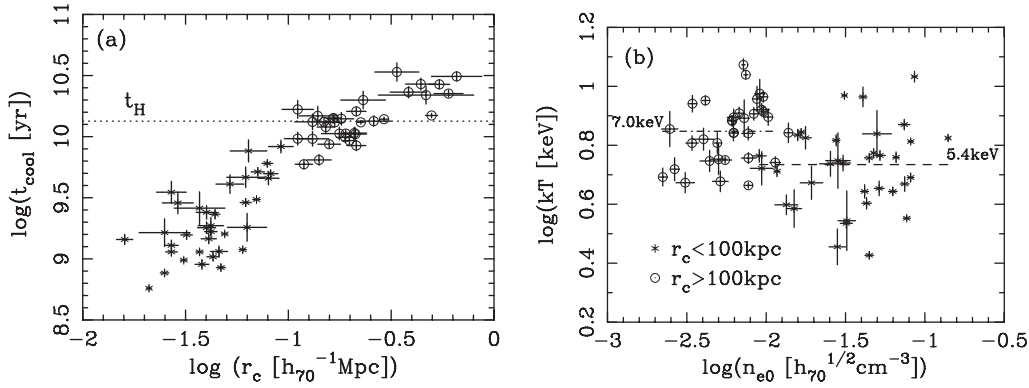 (a)
t_H
11
10.5
10
9.5
9
8.5
log(t_cool [yr]
-2
-1.5
-1
-0.5
0
log (r_c [h_70^-1Mpc)
(b)
7.0keV
5.4keV
* r_c<100kpc
⊙ r_c>100kpc
1.2
1
0.8
0.6
0.4
0.2
log(kT [keV]
-3
-2.5
-2
-1.5
-1
-0.5
log(n_e0 [h_70^1/2cm^-3])